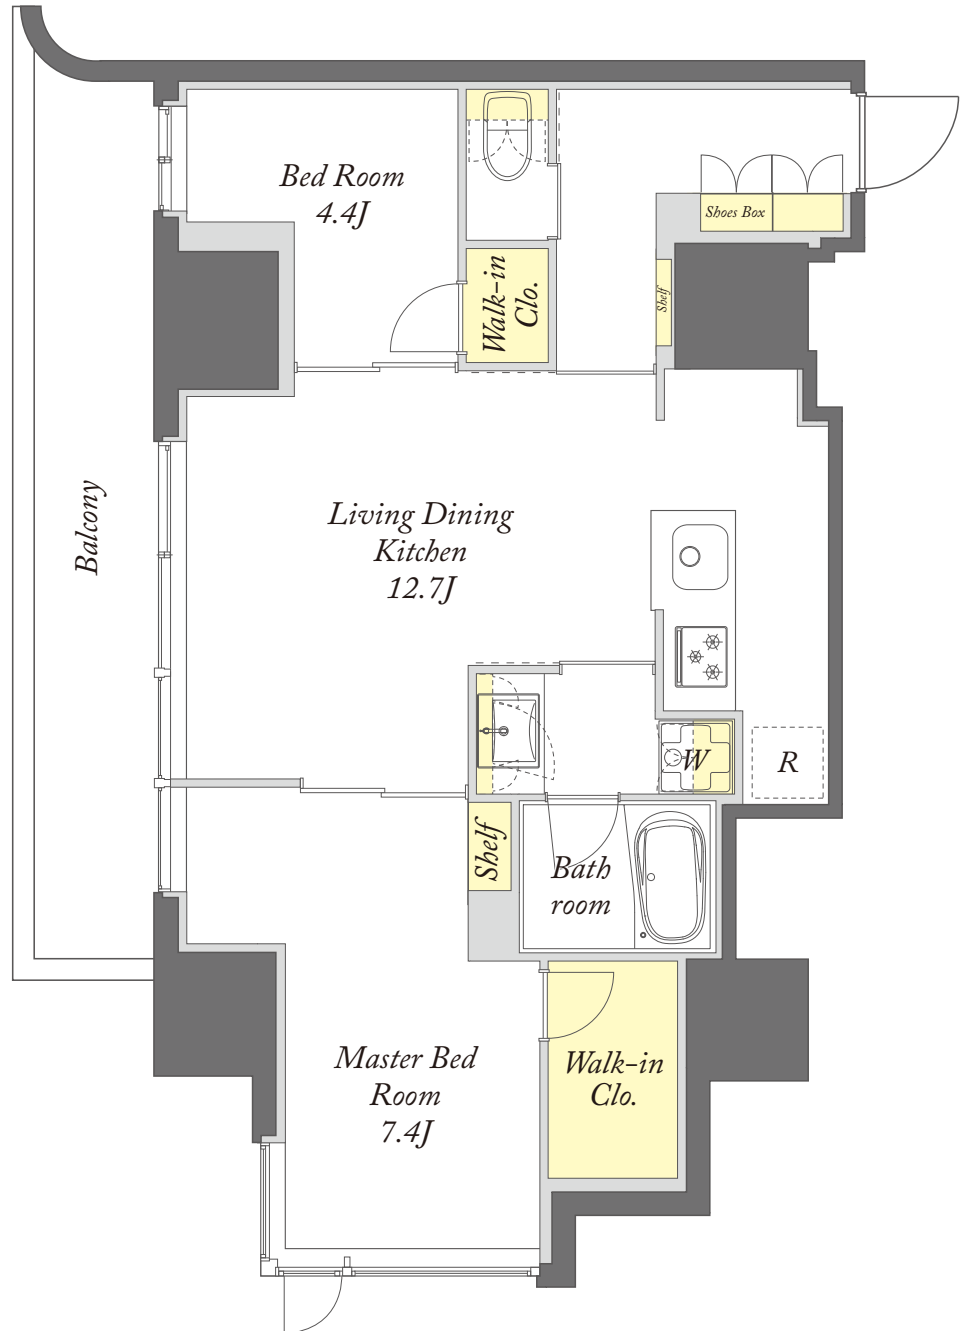 Bed Room
4.4J
Shoes Box
Walk-in
Clo.
Shelf
Balcony
Living Dining
Kitchen
12.7J
W
R
Shelf
Bath
room
Master Bed
Room
7.4J
Walk-in
Clo.